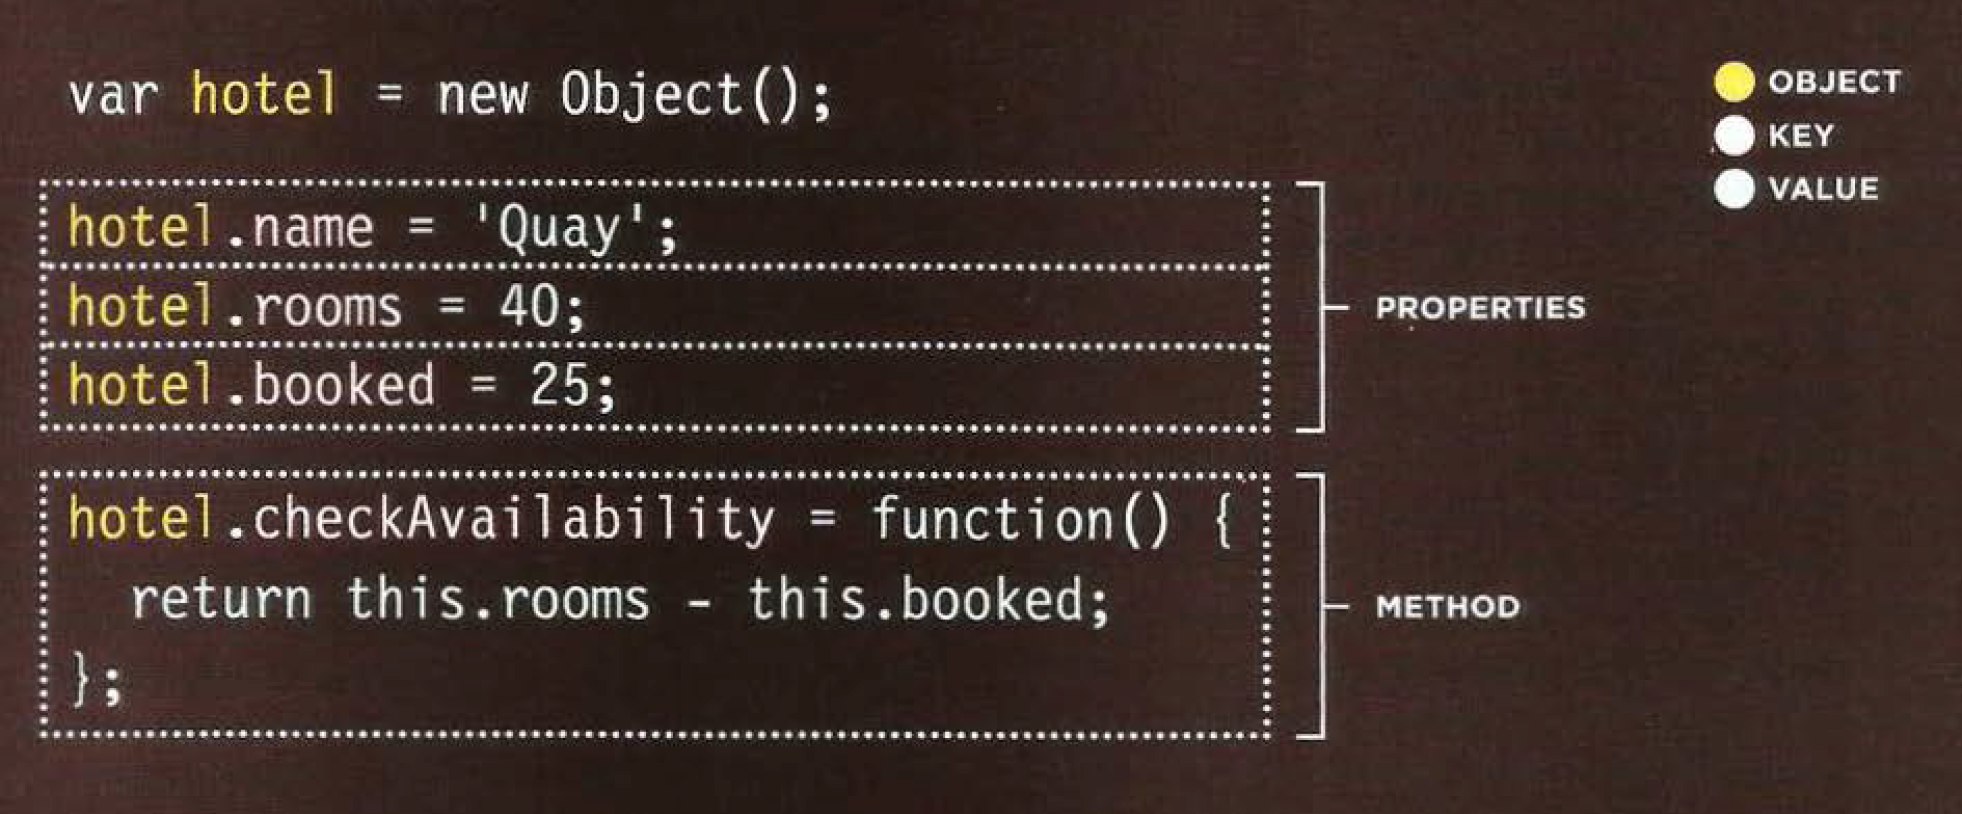 var hotel = new Object();
OBJECT
KEY
VALUE
hotel.name = 'Quay';
hotel.rooms = 40;
hotel.booked = 25;
PROPERTIES
hotel.checkAvailability = function() {
  return this.rooms - this.booked;
};
METHOD